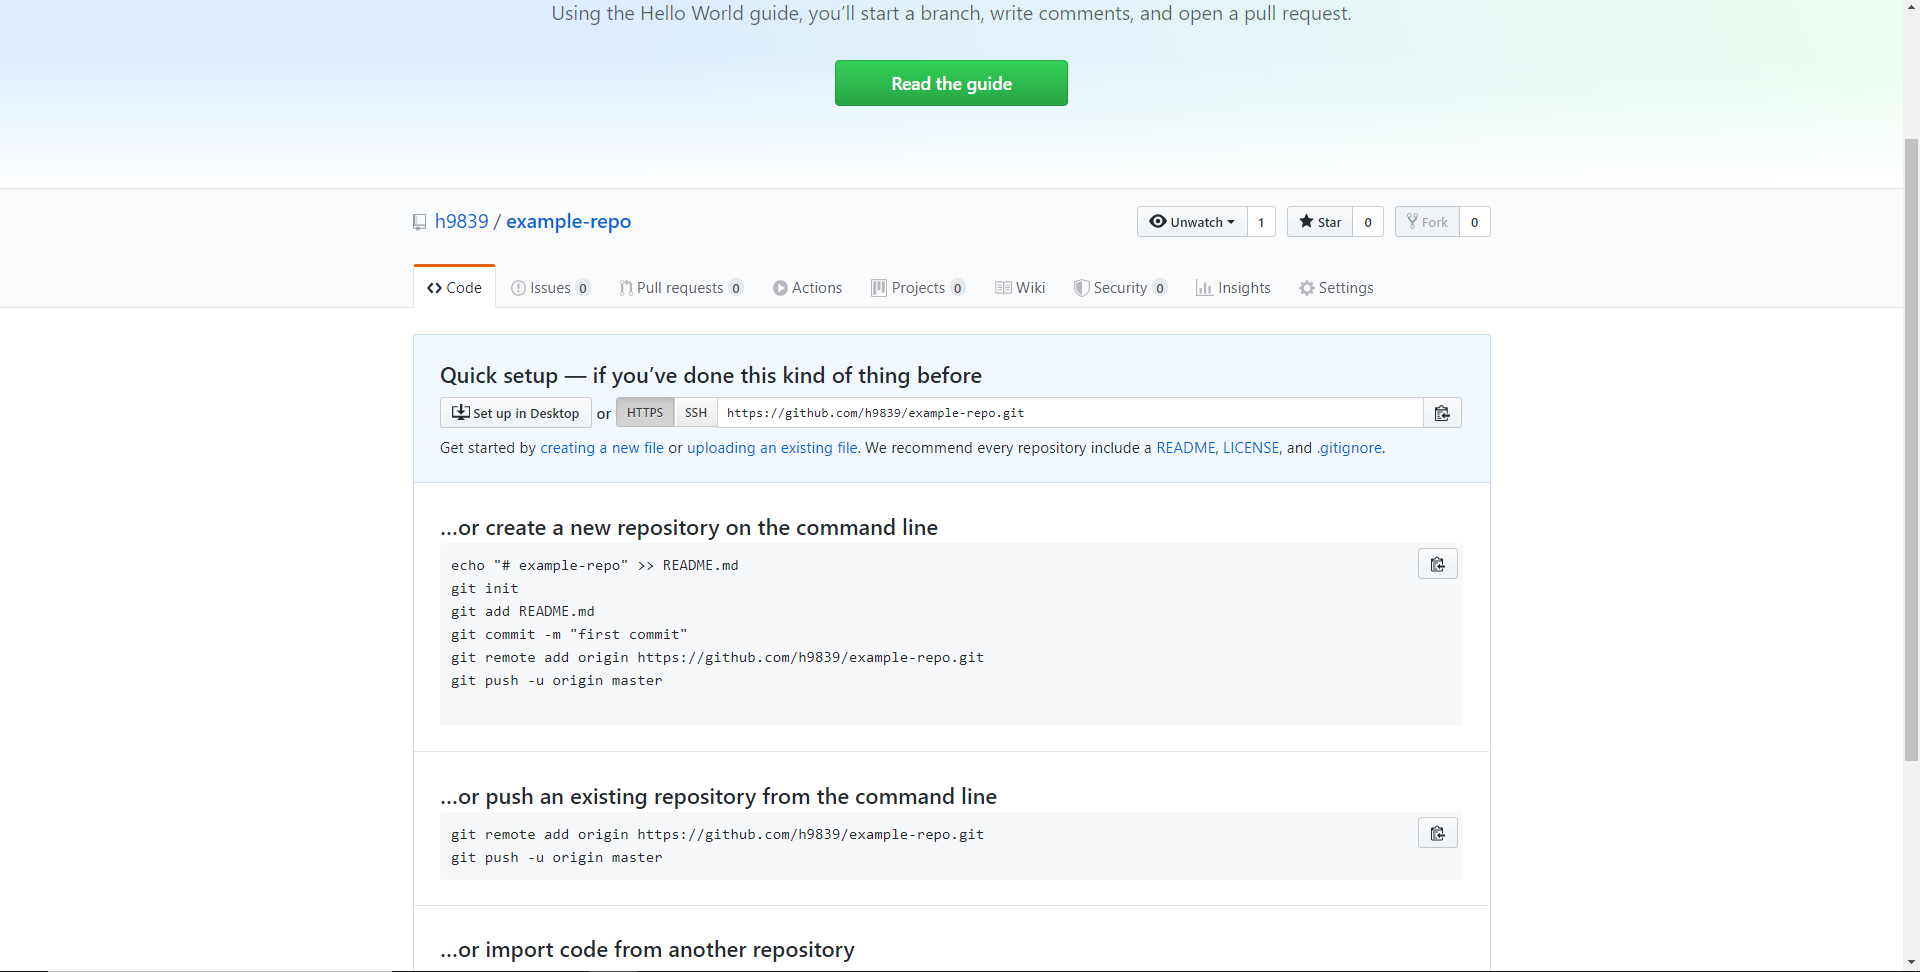 Using the Hello World guide, you’ll start a branch, write comments, and open a pull request.
Read the guide
h9839 / example-repo
Unwatch 1 Star 0 Fork 0
Code Issues 0 Pull requests 0 Actions Projects 0 Wiki Security 0 Insights Settings
Quick setup — if you’ve done this kind of thing before
Set up in Desktop or HTTPS SSH https://github.com/h9839/example-repo.git
Get started by creating a new file or uploading an existing file. We recommend every repository include a README, LICENSE, and .gitignore.
…or create a new repository on the command line
echo "# example-repo" >> README.md
git init
git add README.md
git commit -m "first commit"
git remote add origin https://github.com/h9839/example-repo.git
git push -u origin master
…or push an existing repository from the command line
git remote add origin https://github.com/h9839/example-repo.git
git push -u origin master
…or import code from another repository